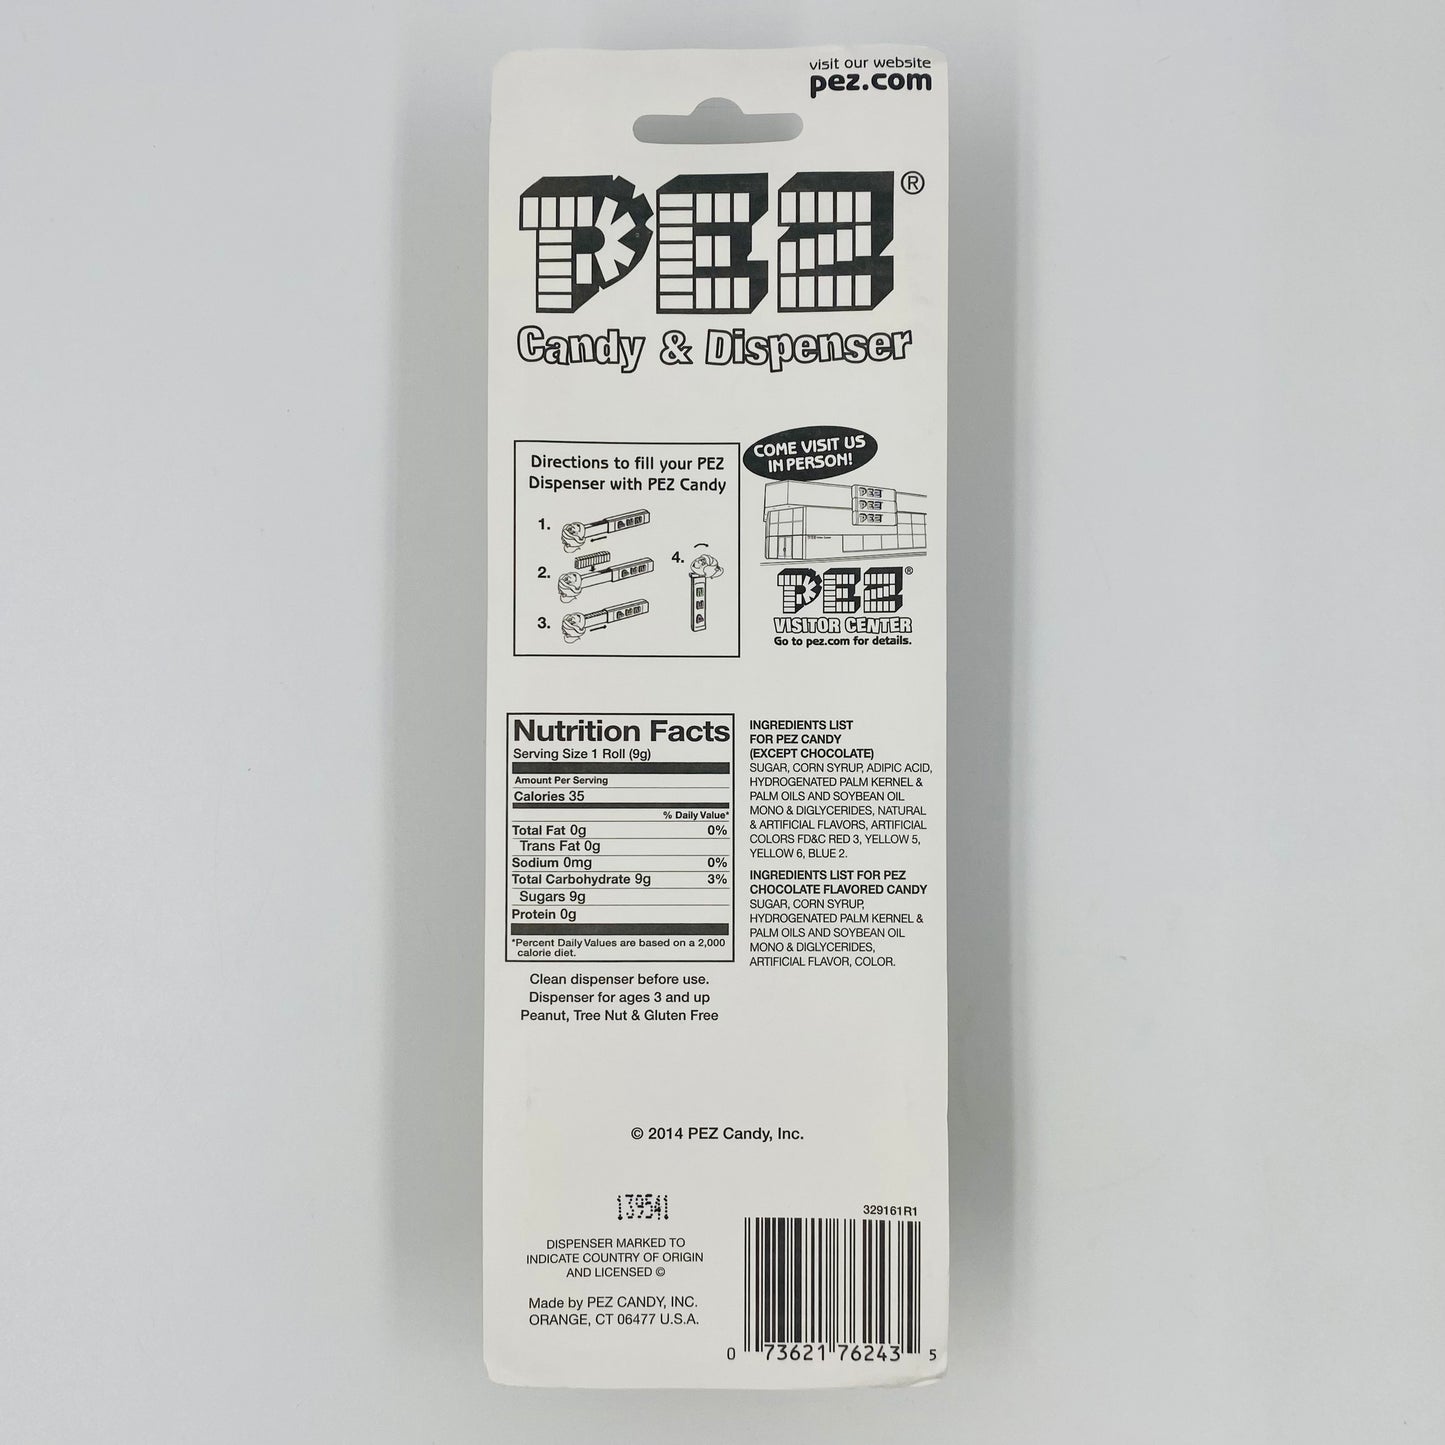 visit our website
pez.com
PEZ®
Candy & Dispenser
Directions to fill your PEZ
Dispenser with PEZ Candy
1.
2.
3.
4.
COME VISIT US
IN PERSON!
PEZ
PEZ
PEZ
PEZ®
VISITOR CENTER
Go to pez.com for details.
Nutrition Facts
Serving Size 1 Roll (9g)
Amount Per Serving
Calories 35
% Daily Value*
Total Fat 0g 0%
Trans Fat 0g
Sodium 0mg 0%
Total Carbohydrate 9g 3%
Sugars 9g
Protein 0g
*Percent Daily Values are based on a 2,000
calorie diet.
Clean dispenser before use.
Dispenser for ages 3 and up
Peanut, Tree Nut & Gluten Free
INGREDIENTS LIST
FOR PEZ CANDY
(EXCEPT CHOCOLATE)
SUGAR, CORN SYRUP, ADIPIC ACID,
HYDROGENATED PALM KERNEL &
PALM OILS AND SOYBEAN OIL
MONO & DIGLYCERIDES, NATURAL
& ARTIFICIAL FLAVORS, ARTIFICIAL
COLORS FD&C RED 3, YELLOW 5,
YELLOW 6, BLUE 2.
INGREDIENTS LIST FOR PEZ
CHOCOLATE FLAVORED CANDY
SUGAR, CORN SYRUP,
HYDROGENATED PALM KERNEL &
PALM OILS AND SOYBEAN OIL
MONO & DIGLYCERIDES,
ARTIFICIAL FLAVOR, COLOR.
© 2014 PEZ Candy, Inc.
139541
DISPENSER MARKED TO
INDICATE COUNTRY OF ORIGIN
AND LICENSED ©
Made by PEZ CANDY, INC.
ORANGE, CT 06477 U.S.A.
329161R1
0 73621 76243 5